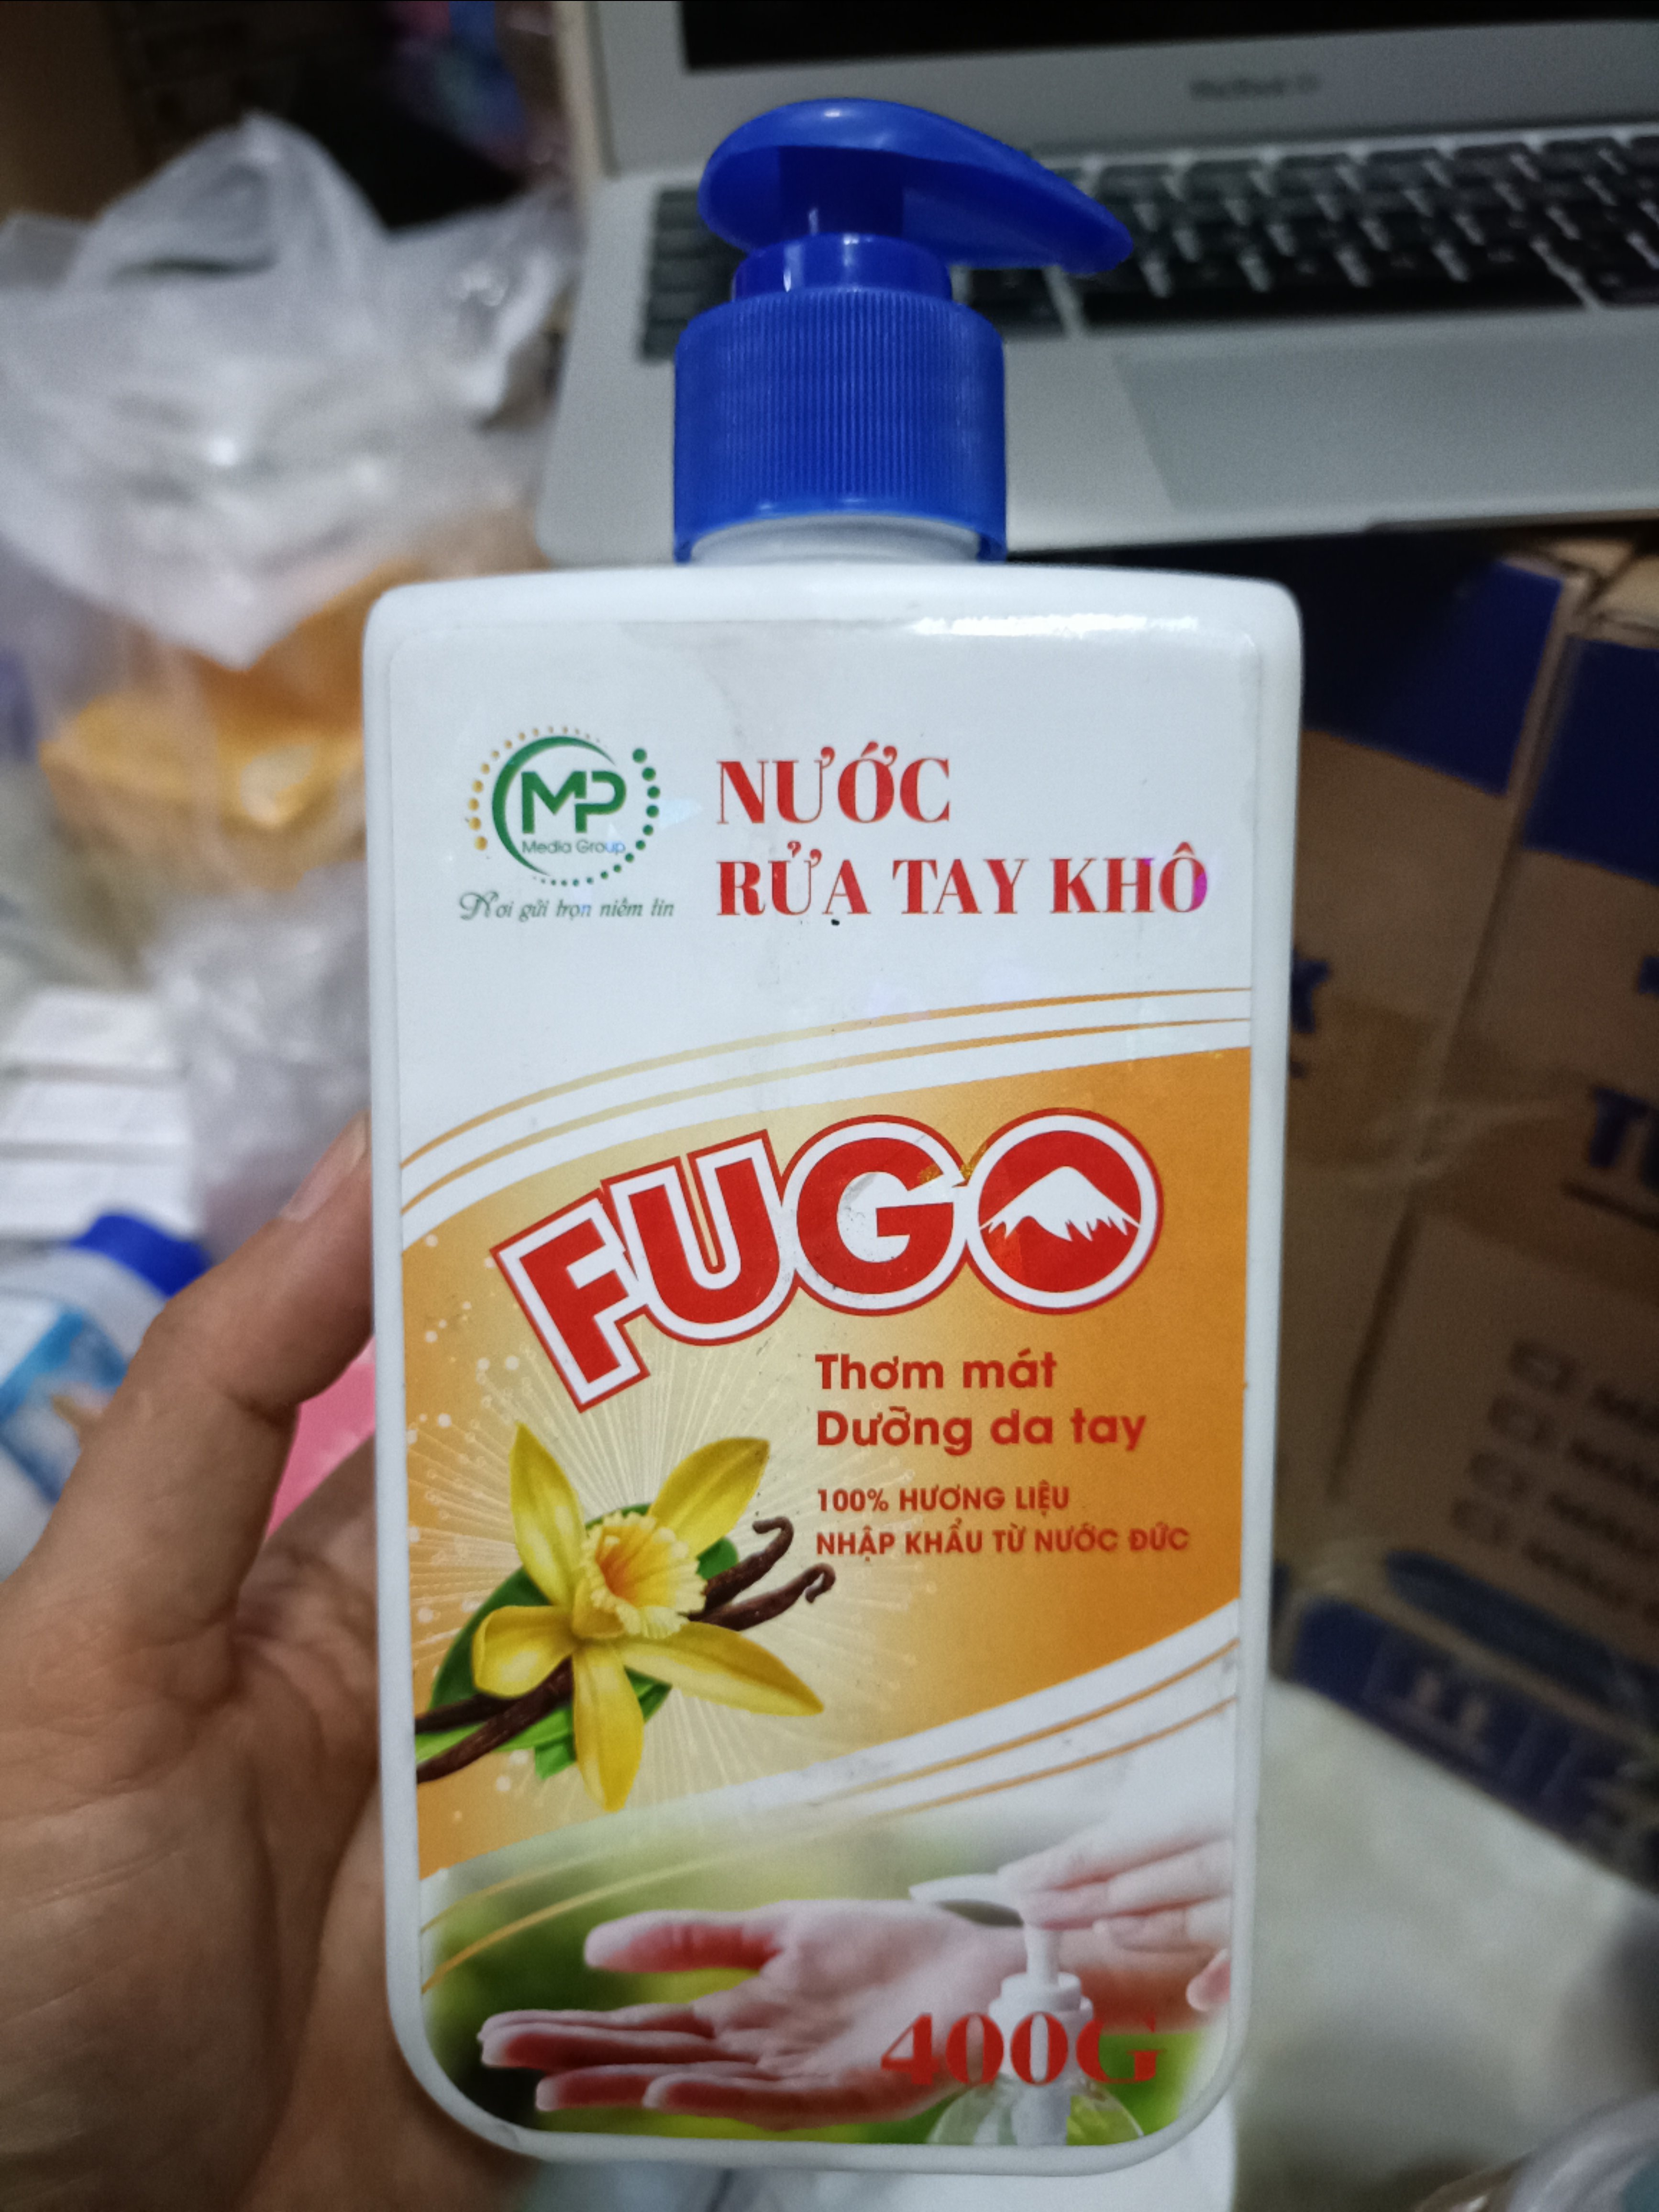 MP
Media Group
Nơi gửi trọn niềm tin
NƯỚC
RỬA TAY KHÔ
FUGO
Thơm mát
Dưỡng da tay
100% HƯƠNG LIỆU
NHẬP KHẨU TỪ NƯỚC ĐỨC
400G